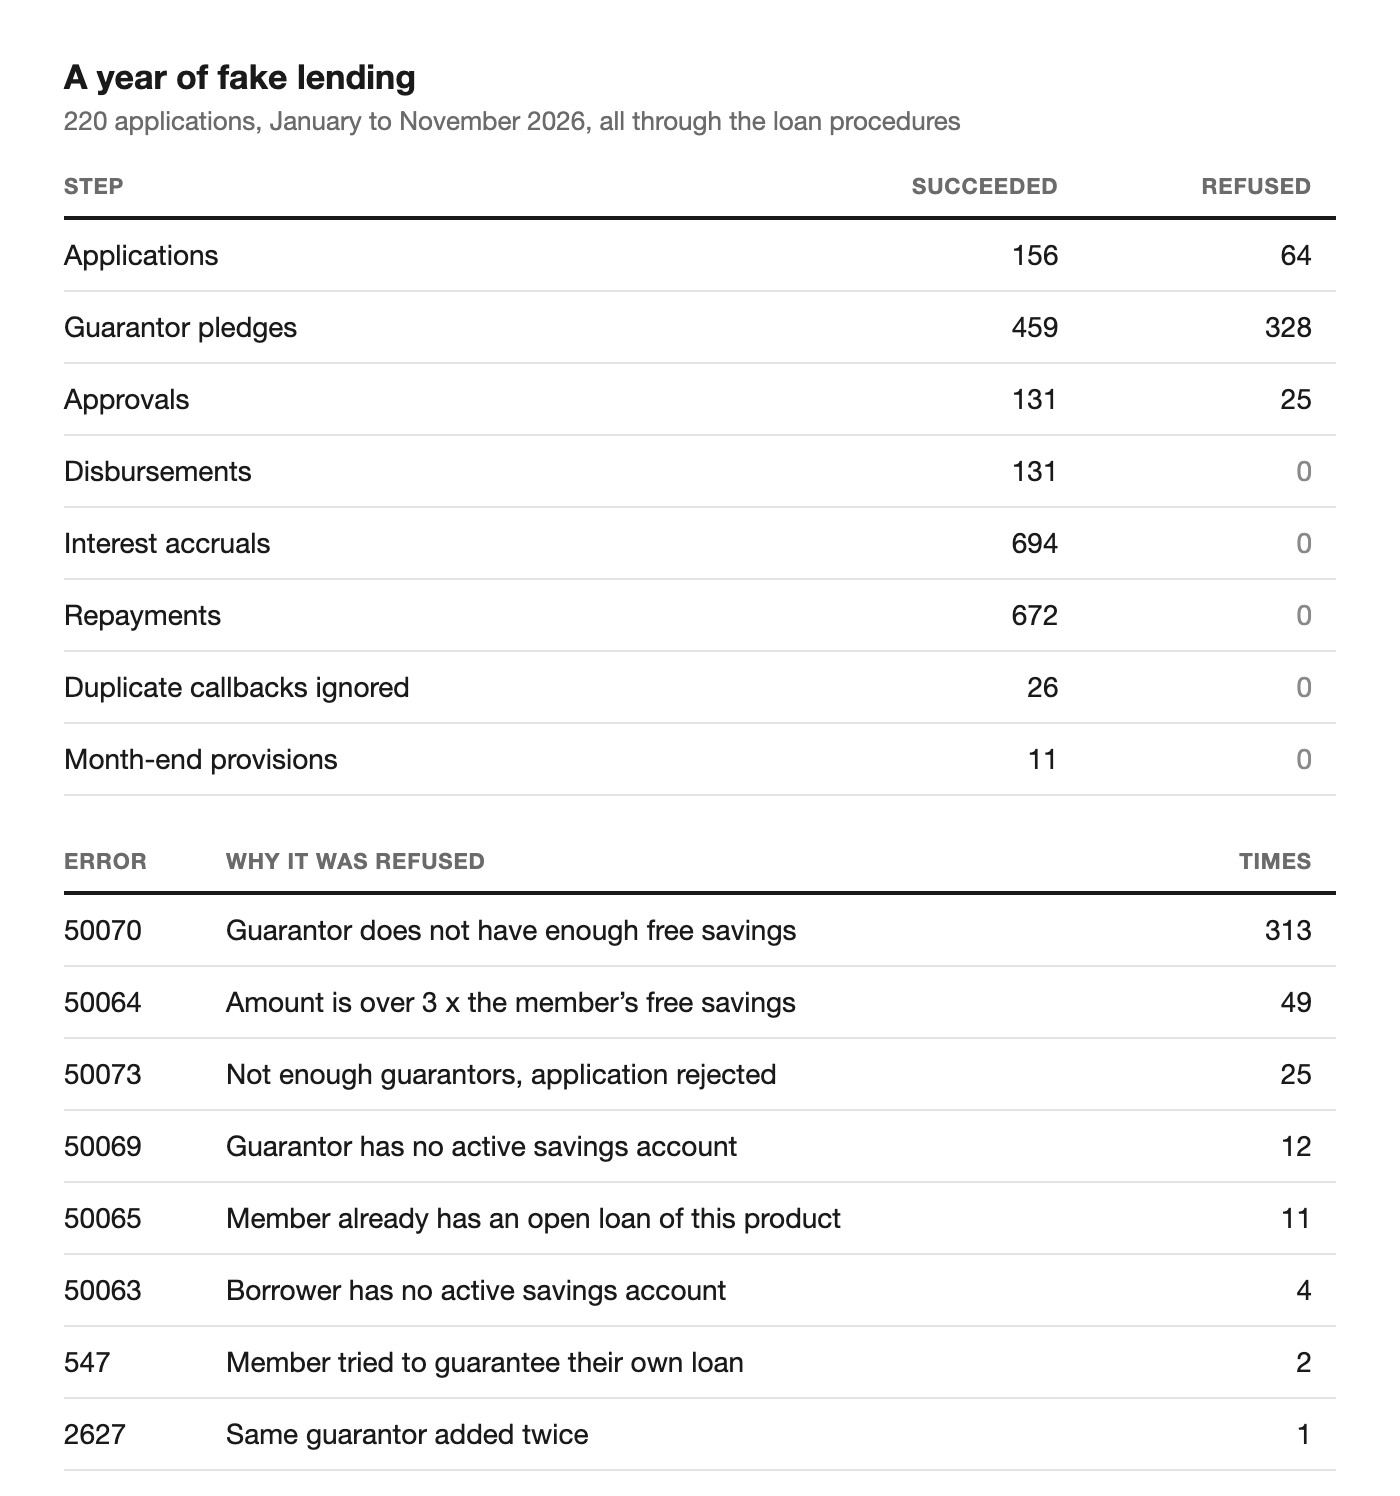 A year of fake lending
220 applications, January to November 2026, all through the loan procedures
STEP SUCCEEDED REFUSED
Applications 156 64
Guarantor pledges 459 328
Approvals 131 25
Disbursements 131 0
Interest accruals 694 0
Repayments 672 0
Duplicate callbacks ignored 26 0
Month-end provisions 11 0
ERROR WHY IT WAS REFUSED TIMES
50070 Guarantor does not have enough free savings 313
50064 Amount is over 3 x the member’s free savings 49
50073 Not enough guarantors, application rejected 25
50069 Guarantor has no active savings account 12
50065 Member already has an open loan of this product 11
50063 Borrower has no active savings account 4
547 Member tried to guarantee their own loan 2
2627 Same guarantor added twice 1